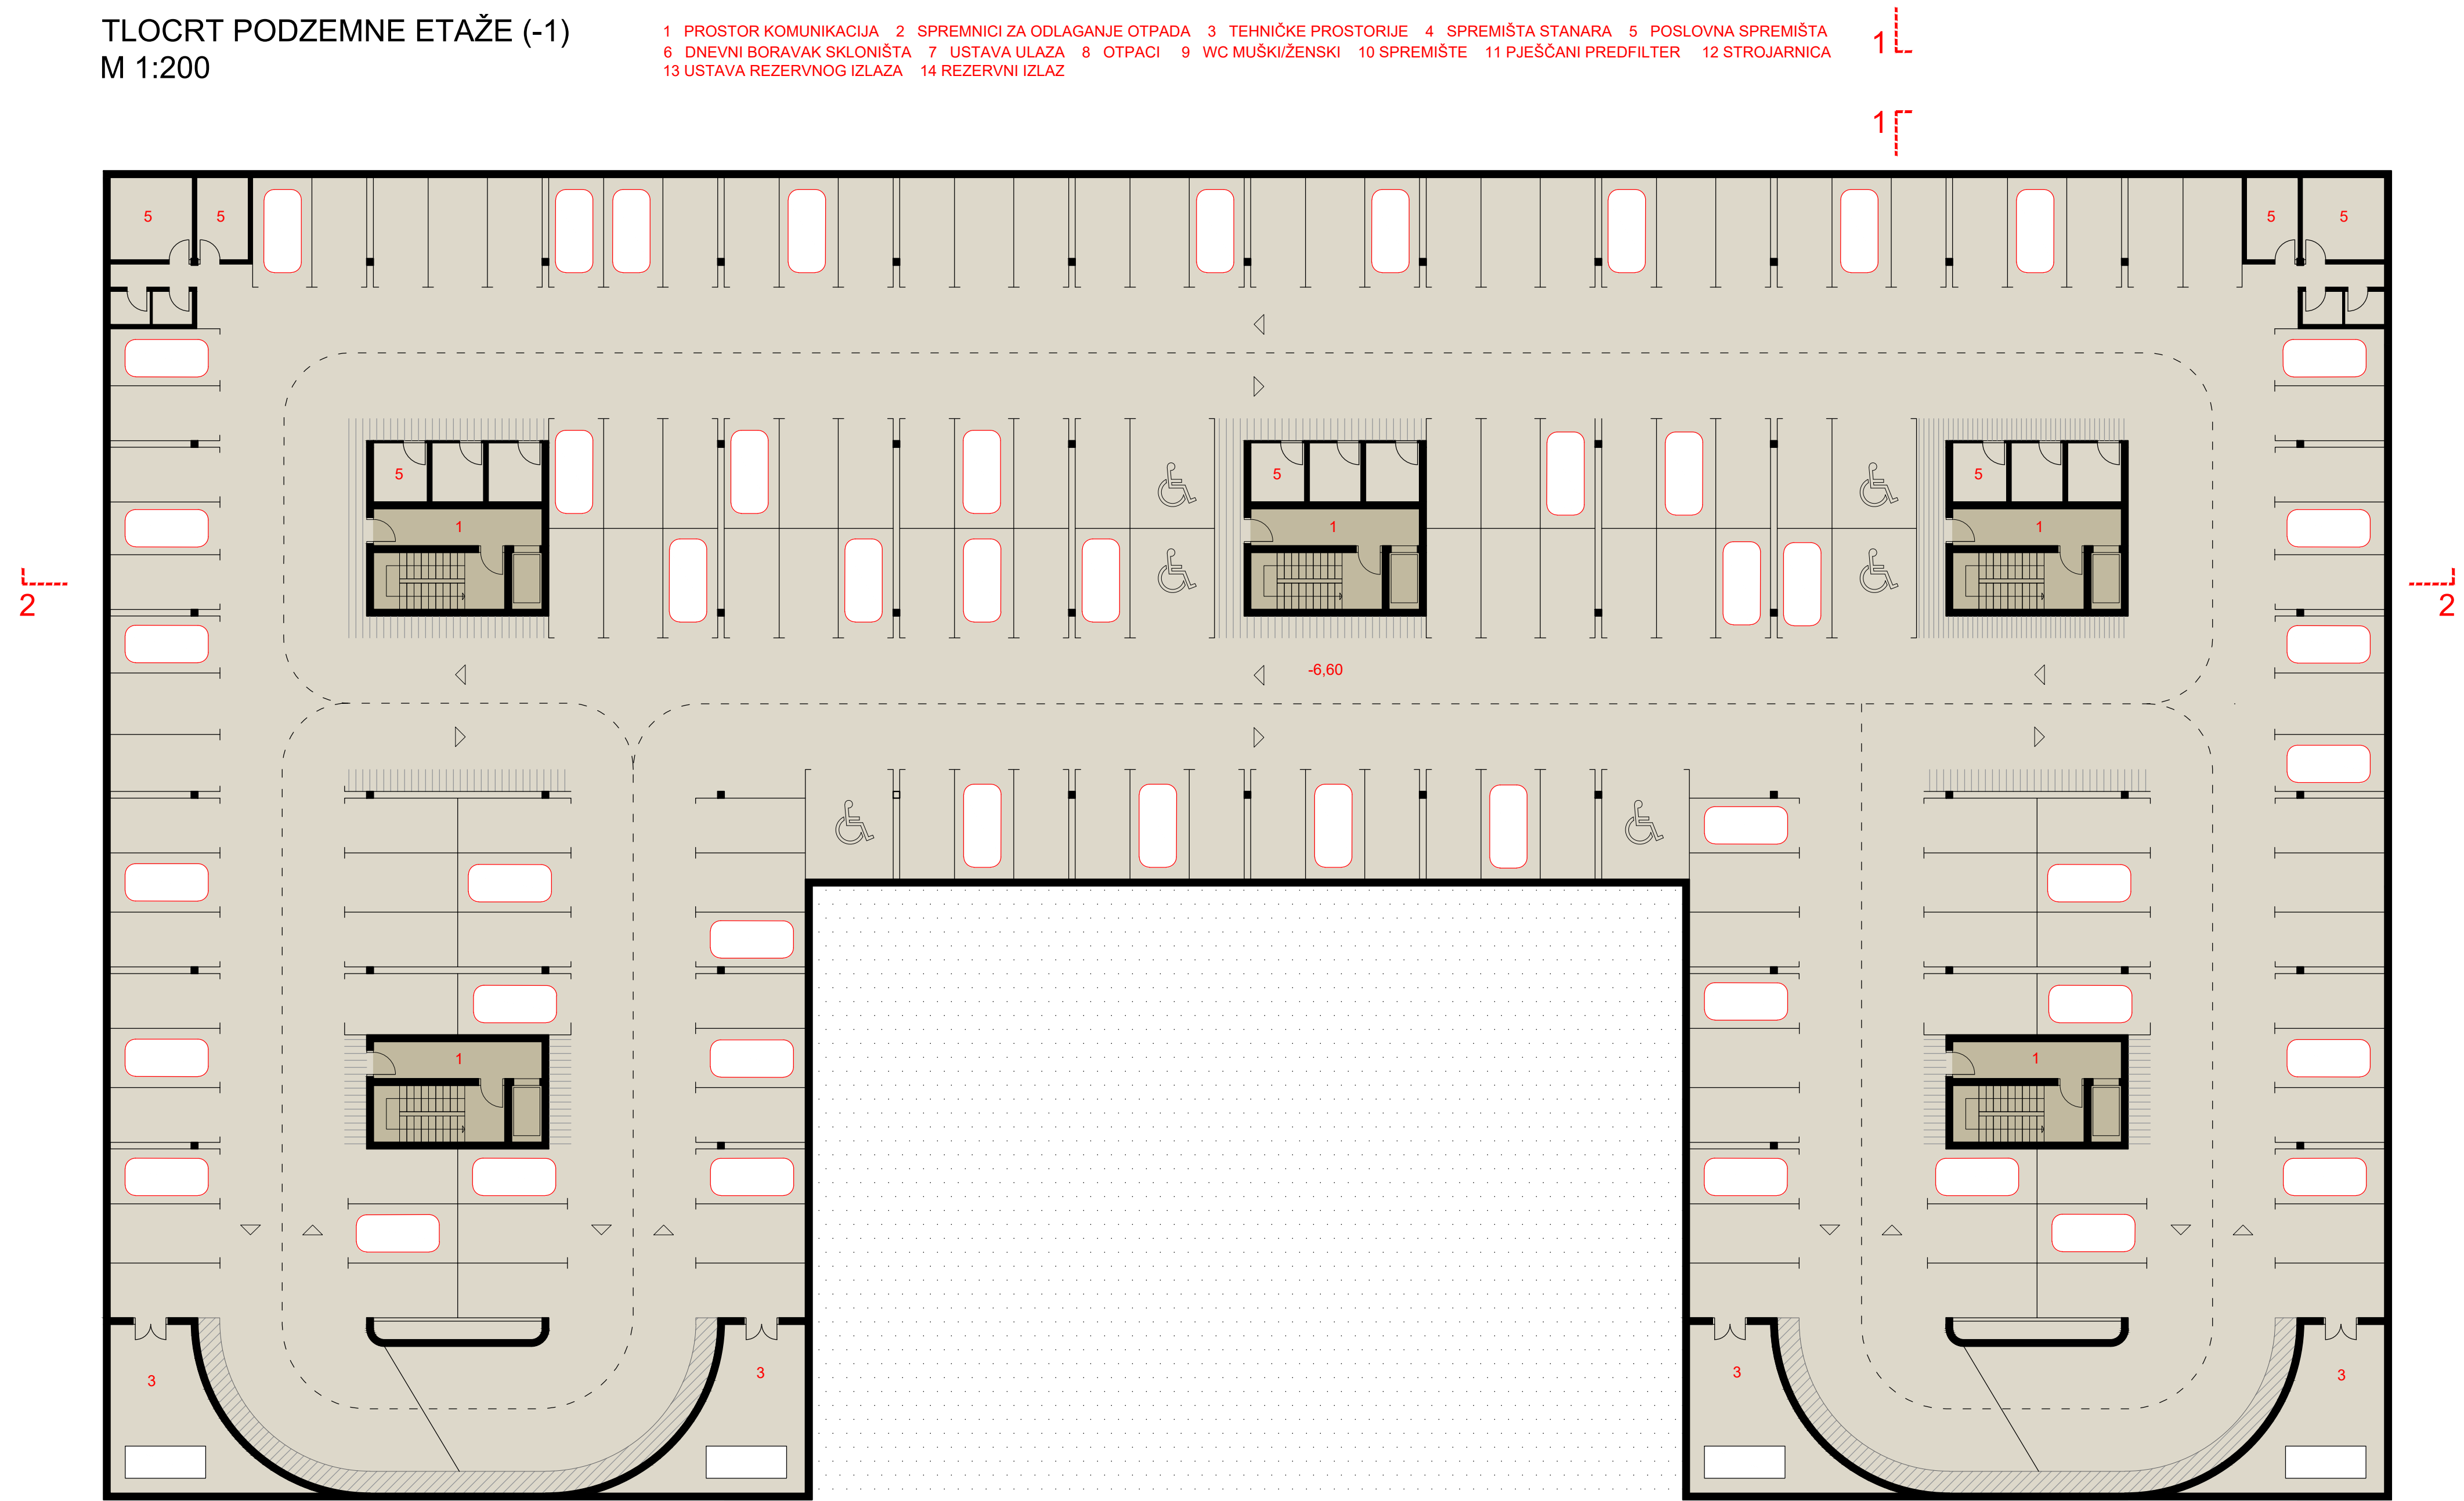 TLOCRT PODZEMNE ETAŽE (-1)
M 1:200
1 PROSTOR KOMUNIKACIJA 2 SPREMNICI ZA ODLAGANJE OTPADA 3 TEHNIČKE PROSTORIJE 4 SPREMIŠTA STANARA 5 POSLOVNA SPREMIŠTA
6 DNEVNI BORAVAK SKLONIŠTA 7 USTAVA ULAZA 8 OTPACI 9 WC MUŠKI/ŽENSKI 10 SPREMIŠTE 11 PJEŠČANI PREDFILTER 12 STROJARNICA
13 USTAVA REZERVNOG IZLAZA 14 REZERVNI IZLAZ
1
1
5 5 5 5
5 5 5
1 1 1
2 2
-6,60
1 1
3 3 3 3